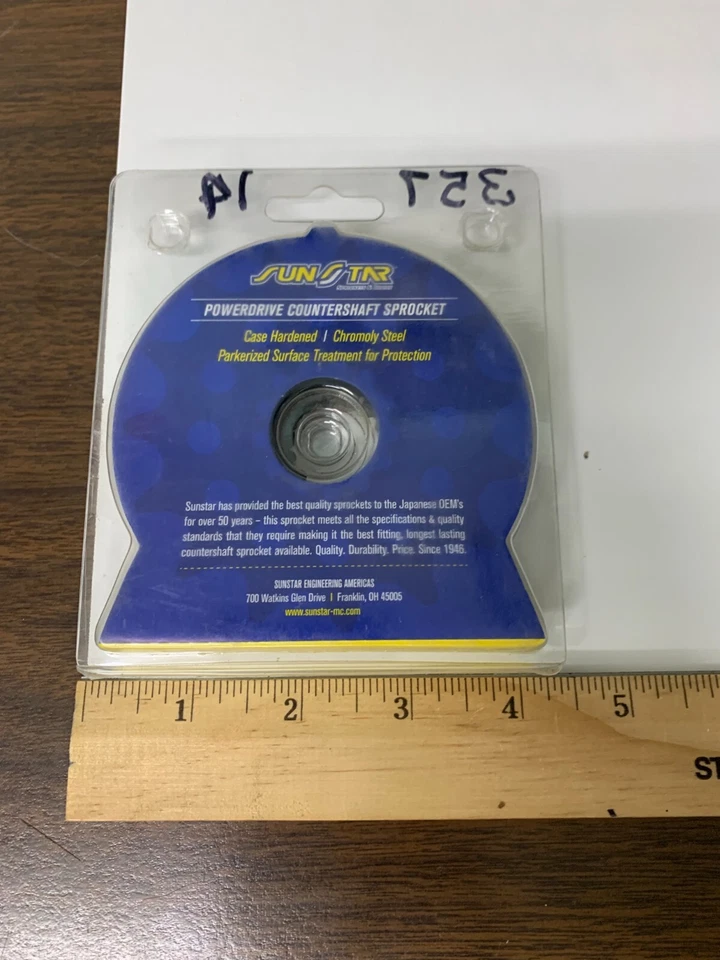 14 357
SUNSTAR
POWERDRIVE COUNTERSHAFT SPROCKET
Case Hardened | Chromoly Steel
Parkerized Surface Treatment for Protection
Sunstar has provided the best quality sprockets to the Japanese OEM's
for over 50 years – this sprocket meets all the specifications & quality
standards that they require making it the best fitting, longest lasting
countershaft sprocket available. Quality. Durability. Price. Since 1946.
SUNSTAR ENGINEERING AMERICAS
700 Watkins Glen Drive | Franklin, OH 45005
www.sunstar-mc.com
1 2 3 4 5
ST